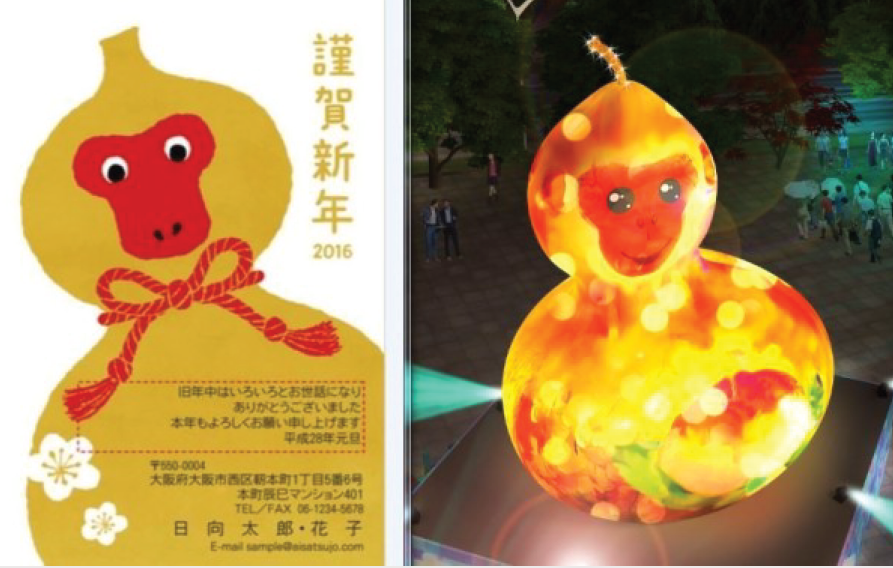 謹賀新年
2016
旧年中はいろいろとお世話になり
ありがとうございました
本年もよろしくお願い申し上げます
平成28年元旦
〒550-0004
大阪府大阪市西区靭本町1丁目5番6号
本町辰巳マンション401
TEL／FAX 06-1234-5678
日向 太郎・花子
E-mail sample@aisatsujo.com